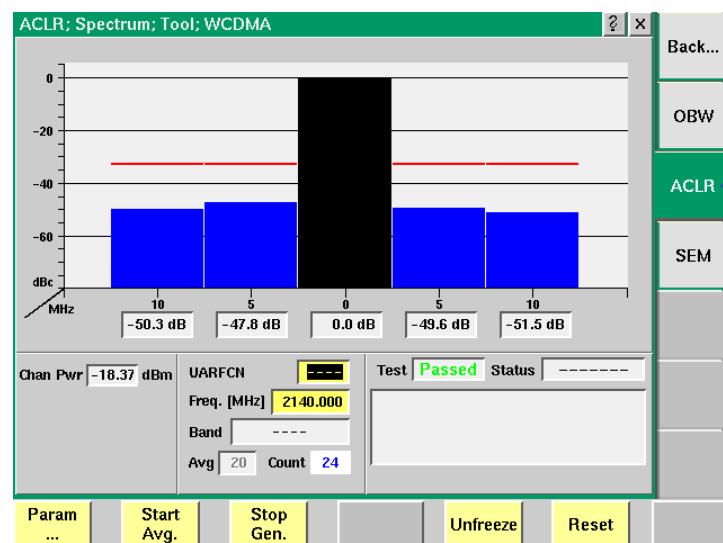 ACLR; Spectrum; Tool; WCDMA ? x
Back...
OBW
ACLR
SEM
0
-20
-40
-60
dBc
MHz
10 5 0 5 10
-50.3 dB -47.8 dB 0.0 dB -49.6 dB -51.5 dB
Chan Pwr -18.37 dBm
UARFCN ----
Freq. [MHz] 2140.000
Band ----
Avg 20 Count 24
Test Passed Status -------
Param ...
Start Avg.
Stop Gen.
Unfreeze
Reset